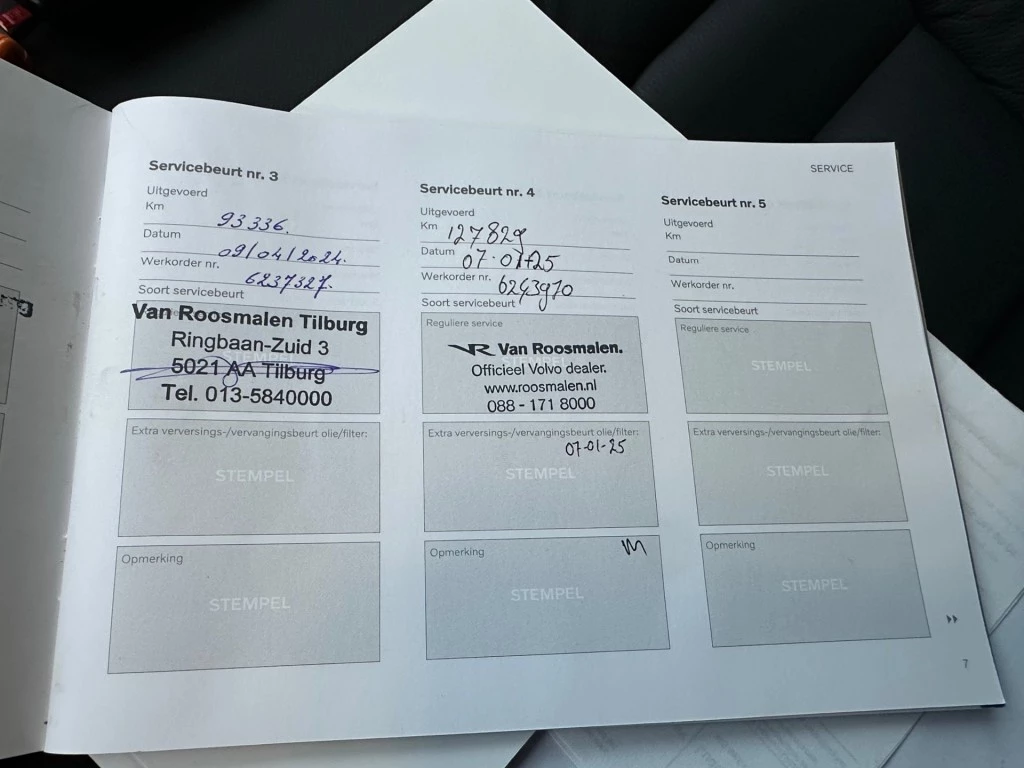 SERVICE
Servicebeurt nr. 3
Uitgevoerd
Km 93336.
Datum 09/04/2024.
Werkorder nr. 6237327.
Soort servicebeurt
Van Roosmalen Tilburg
Ringbaan-Zuid 3
5021 AA Tilburg
Tel. 013-5840000
Extra verversings-/vervangingsbeurt olie/filter:
STEMPEL
Opmerking
STEMPEL
Servicebeurt nr. 4
Uitgevoerd
Km 127829
Datum 07-01-25
Werkorder nr. 6243970
Soort servicebeurt
Reguliere service
STEMPEL
VR Van Roosmalen.
Officieel Volvo dealer.
www.roosmalen.nl
088 - 171 8000
Extra verversings-/vervangingsbeurt olie/filter:
07-01-25
STEMPEL
Opmerking
STEMPEL
Servicebeurt nr. 5
Uitgevoerd
Km
Datum
Werkorder nr.
Soort servicebeurt
Reguliere service
STEMPEL
Extra verversings-/vervangingsbeurt olie/filter:
STEMPEL
Opmerking
STEMPEL
7